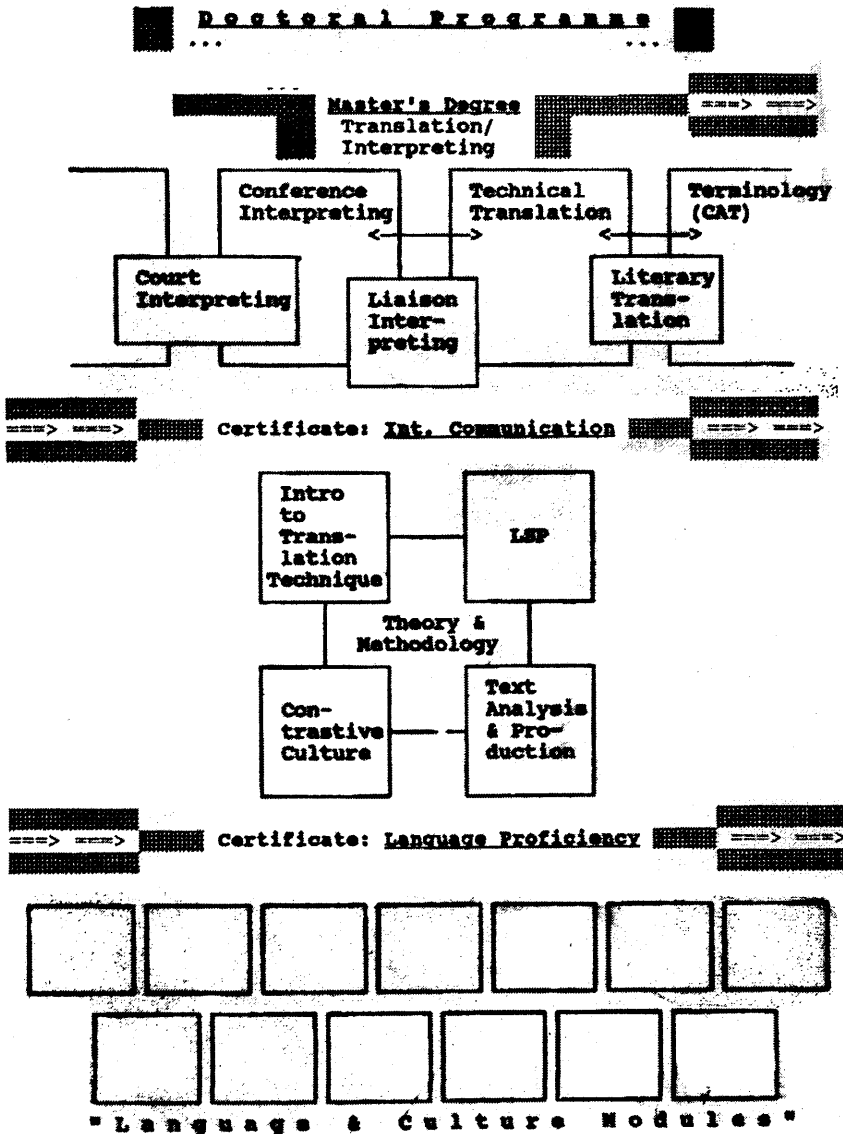 Doctoral Programme
... ...
...
Master's Degree
Translation/
Interpreting
===> ===>
Conference
Interpreting
Technical
Translation
Terminology
(CAT)
<——> <——>
Court
Interpreting
Liaison
Inter-
preting
Literary
Trans-
lation
===> ===> Certificate: Int. Communication ===> ===>
Intro
to
Trans-
lation
Technique
LSP
Theory &
Methodology
Con-
trastive
Culture
Text
Analysis
& Pro-
duction
===> ===> Certificate: Language Proficiency ===> ===>
"Language & Culture Modules"